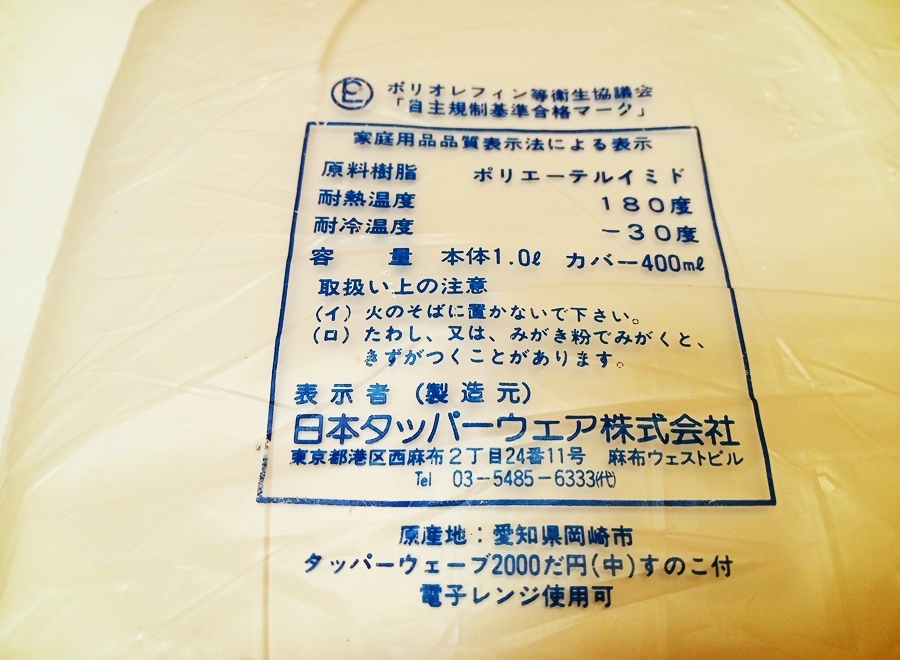 ポリオレフィン等衛生協議会
「自主規制基準合格マーク」
家庭用品品質表示法による表示
原料樹脂 ポリエーテルイミド
耐熱温度 180度
耐冷温度 －30度
容量 本体1.0ℓ カバー400mℓ
取扱い上の注意
（イ）火のそばに置かないで下さい。
（ロ）たわし、又は、みがき粉でみがくと、
きずがつくことがあります。
表示者（製造元）
日本タッパーウェア株式会社
東京都港区西麻布2丁目24番11号 麻布ウェストビル
Tel 03－5485－6333㈹
原産地：愛知県岡崎市
タッパーウェーブ2000だ円(中)すのこ付
電子レンジ使用可